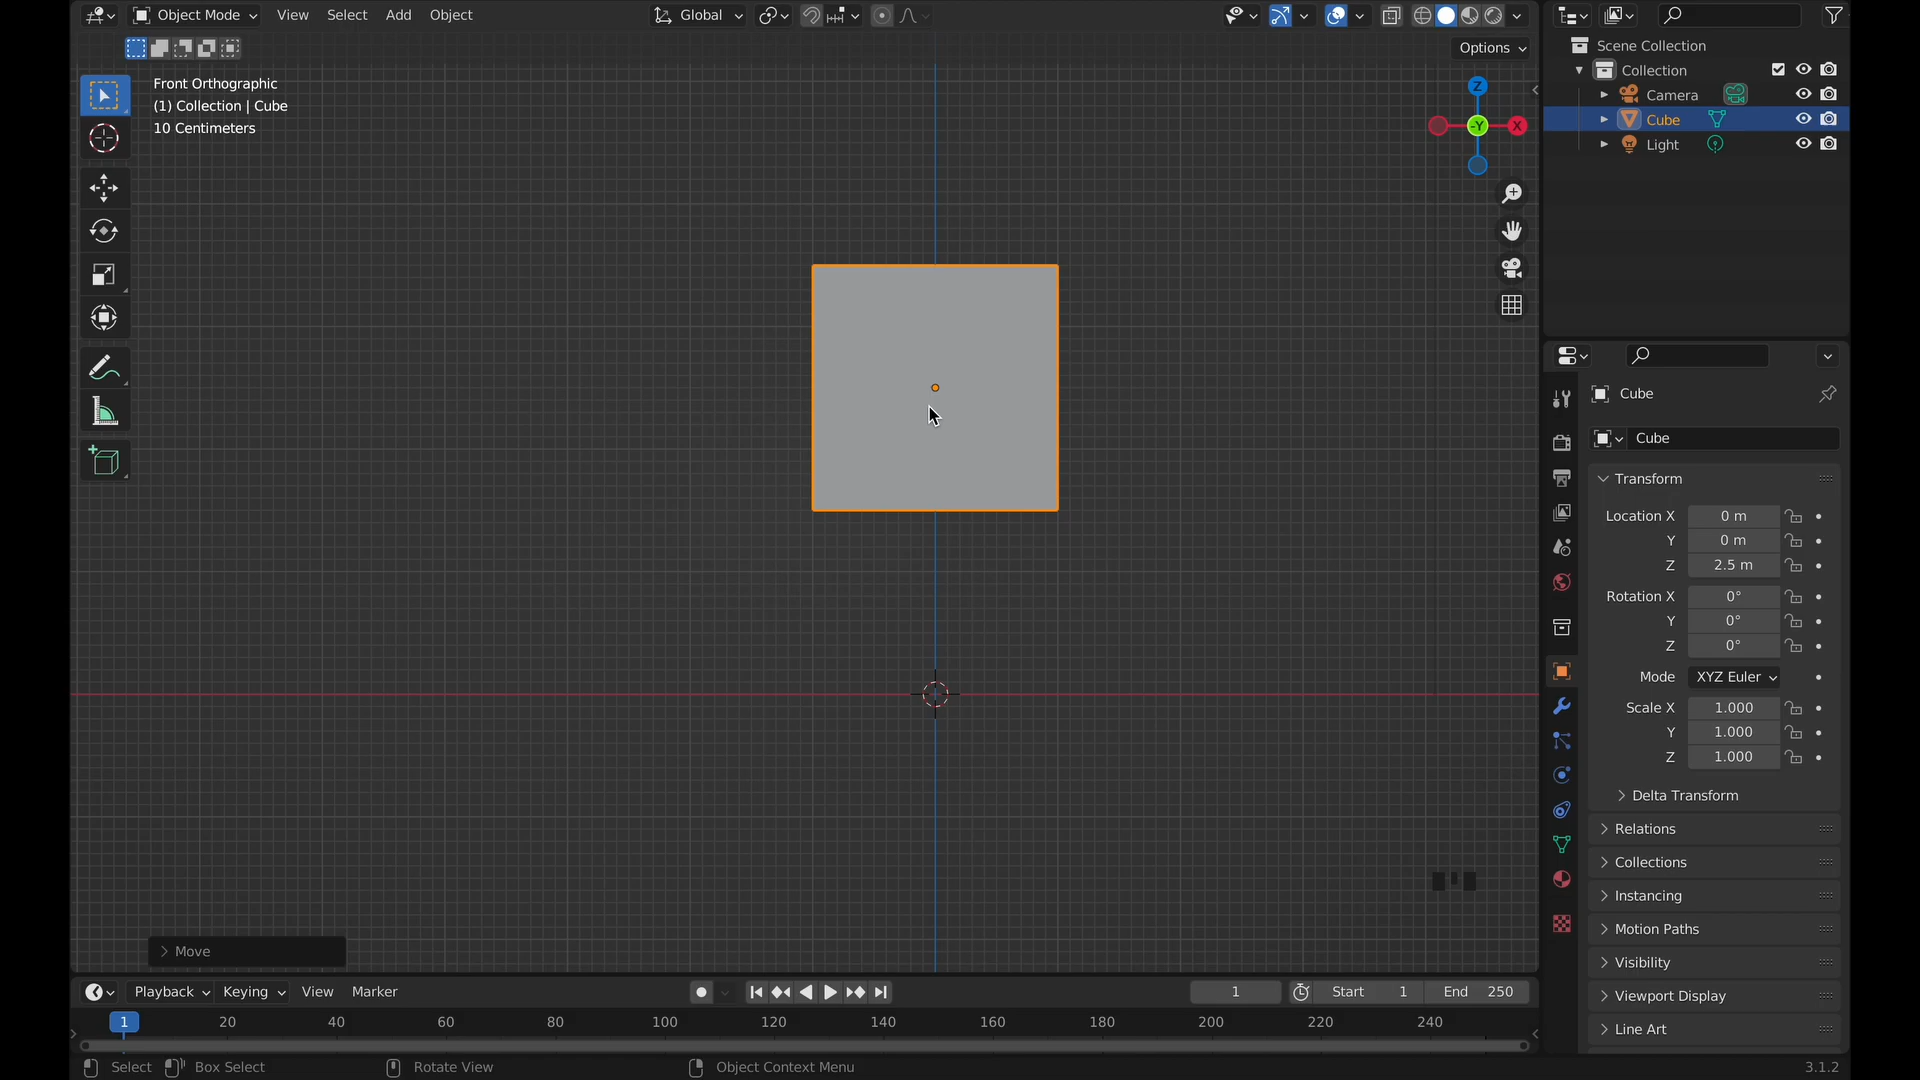 Object Mode View Select Add Object Global
Options
Front Orthographic
(1) Collection | Cube
10 Centimeters
Z
-Y X
Move
Scene Collection
Collection
Camera
Cube
Light
Cube
Cube
Transform
Location X 0 m
Y 0 m
Z 2.5 m
Rotation X 0°
Y 0°
Z 0°
Mode XYZ Euler
Scale X 1.000
Y 1.000
Z 1.000
Delta Transform
Relations
Collections
Instancing
Motion Paths
Visibility
Viewport Display
Line Art
Playback Keying View Marker 1 Start 1 End 250
1 20 40 60 80 100 120 140 160 180 200 220 240
Select Box Select Rotate View Object Context Menu 3.1.2